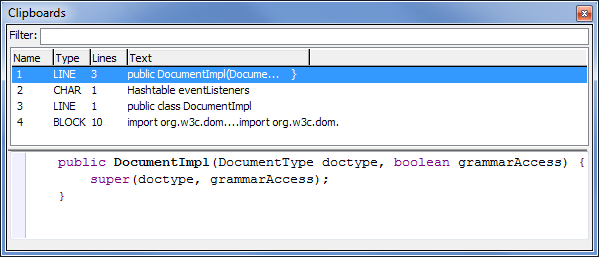 Clipboards
Filter:
Name Type Lines Text
1 LINE 3 public DocumentImpl(Docume... }
2 CHAR 1 Hashtable eventListeners
3 LINE 1 public class DocumentImpl
4 BLOCK 10 import org.w3c.dom....import org.w3c.dom.
public DocumentImpl(DocumentType doctype, boolean grammarAccess) {
super(doctype, grammarAccess);
}